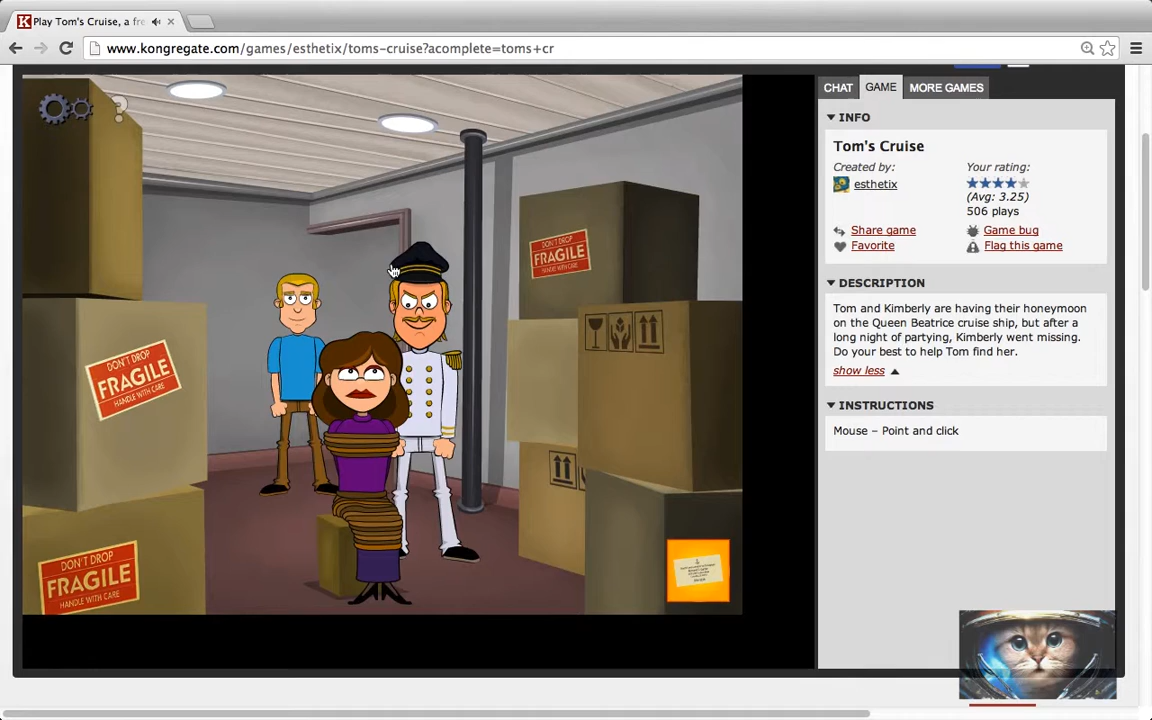 Play Tom's Cruise, a fre
www.kongregate.com/games/esthetix/toms-cruise?acomplete=toms+cr
?
CHAT
GAME
MORE GAMES
INFO
Tom's Cruise
Created by:
Your rating:
esthetix
(Avg: 3.25)
506 plays
Share game
Game bug
Favorite
Flag this game
DESCRIPTION
Tom and Kimberly are having their honeymoon
on the Queen Beatrice cruise ship, but after a
long night of partying, Kimberly went missing.
Do your best to help Tom find her.
show less
INSTRUCTIONS
Mouse – Point and click
DON'T DROP
FRAGILE
HANDLE WITH CARE
DON'T DROP
FRAGILE
HANDLE WITH CARE
DON'T DROP
FRAGILE
HANDLE WITH CARE